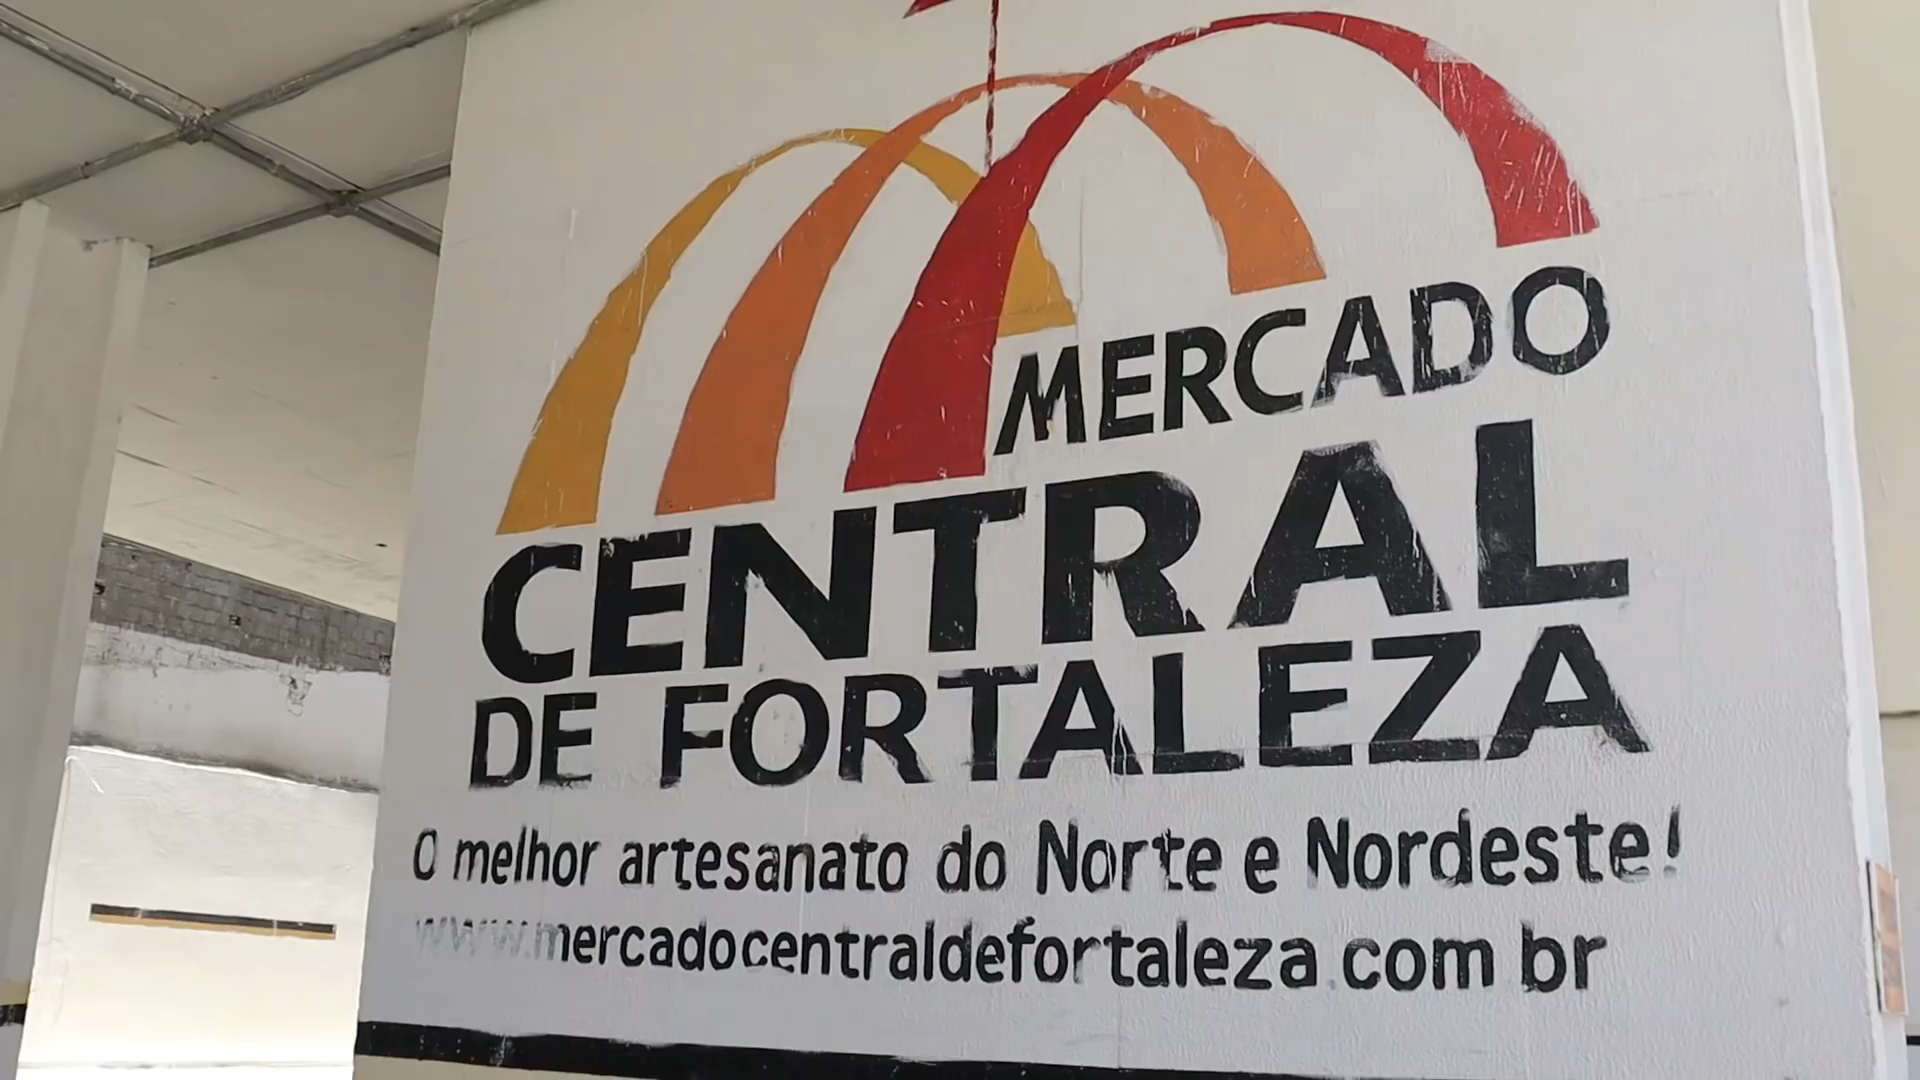 MERCADO
CENTRAL
DE FORTALEZA
O melhor artesanato do Norte e Nordeste!
www.mercadocentraldefortaleza.com br